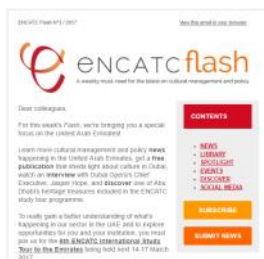 ENCATC Flash N°3 / 2017
View this email in your browser
encatcflash
A weekly must read for the latest on cultural management and policy
Dear colleagues,
For this week's Flash, we're bringing you a special
focus on the United Arab Emirates!
Learn more cultural management and policy news
happening in the United Arab Emirates, get a free
publication that sheds light about culture in Dubai,
watch an interview with Dubai Opera's Chief
Executive, Jasper Hope, and discover one of Abu
Dhabi's heritage treasures included in the ENCATC
study tour programme.
To really gain a better understanding of what's
happening in our sector in the UAE and to explore
opportunities for you and your institution, you must
join us for the 6th ENCATC International Study
Tour to the Emirates being held next 14-17 March
2017
CONTENTS
NEWS
LIBRARY
SPOTLIGHT
EVENTS
DISCOVER
SOCIAL MEDIA
SUBSCRIBE
SUBMIT NEWS